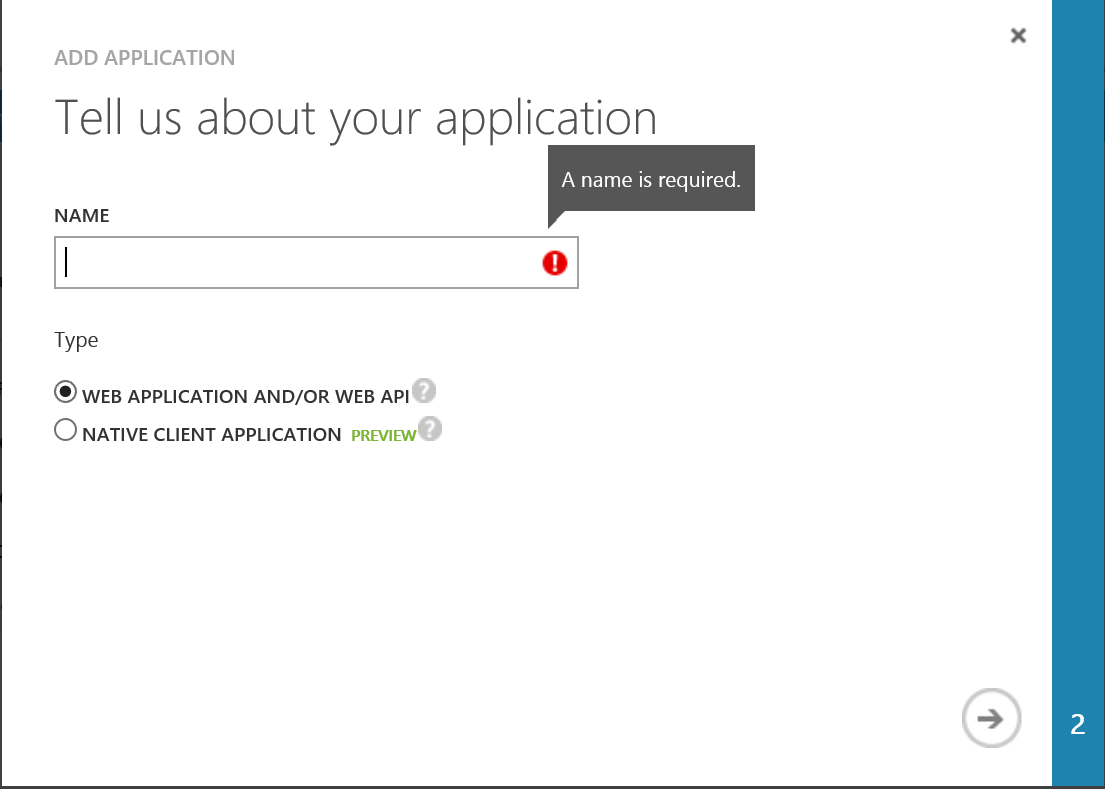 ADD APPLICATION
Tell us about your application
A name is required.
NAME
Type
WEB APPLICATION AND/OR WEB API
NATIVE CLIENT APPLICATION PREVIEW
2